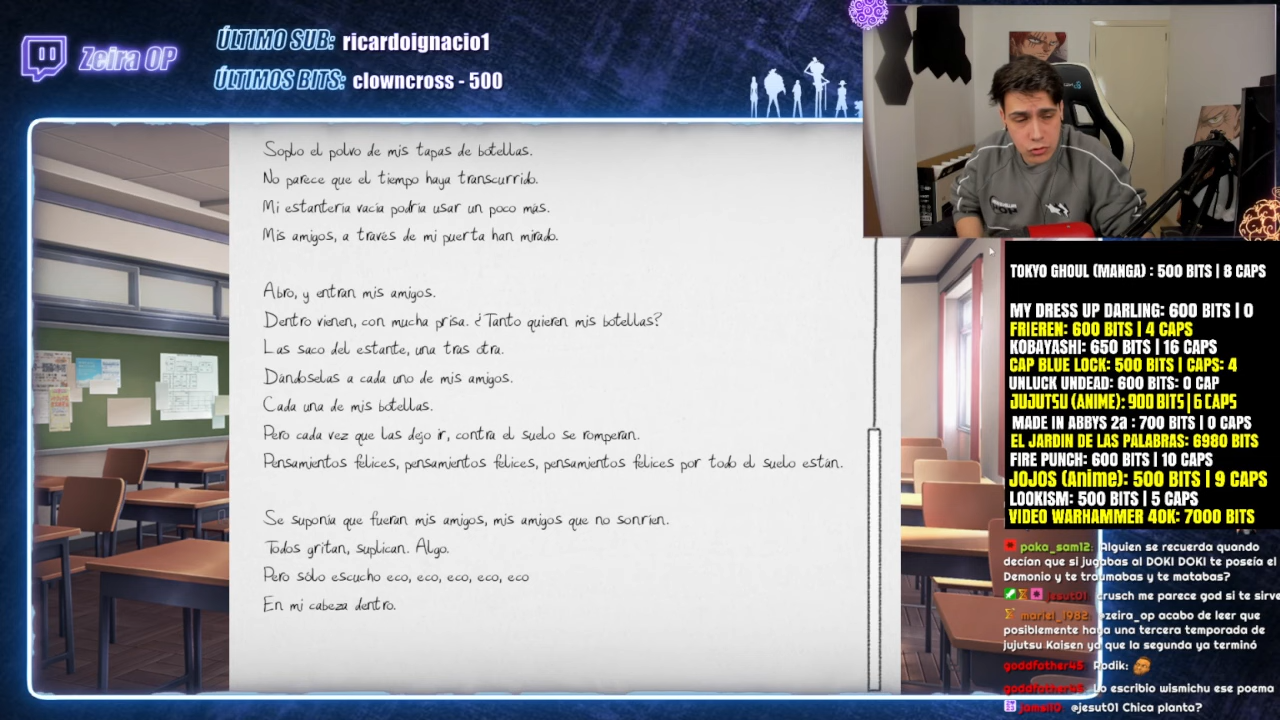 Zeira OP
ÚLTIMO SUB: ricardoignacio1
ÚLTIMOS BITS: clowncross - 500
Soplo el polvo de mis tapas de botellas.
No parece que el tiempo haya transcurrido.
Mi estantería vacía podría usar un poco más.
Mis amigos, a través de mi puerta han mirado.
Abro, y entran mis amigos.
Dentro vienen, con mucha prisa. ¿Tanto quieren mis botellas?
Las saco del estante, una tras otra.
Dándoselas a cada uno de mis amigos.
Cada una de mis botellas.
Pero cada vez que las dejo ir, contra el suelo se romperán.
Pensamientos felices, pensamientos felices, pensamientos felices por todo el suelo están.
Se suponía que fueran mis amigos, mis amigos que no sonríen.
Todos gritan, suplican. Algo.
Pero sólo escucho eco, eco, eco, eco, eco
En mi cabeza dentro.
TOKYO GHOUL (MANGA) : 500 BITS | 8 CAPS
MY DRESS UP DARLING: 600 BITS | 0
FRIEREN: 600 BITS | 4 CAPS
KOBAYASHI: 650 BITS | 16 CAPS
CAP BLUE LOCK: 500 BITS | CAPS: 4
UNLUCK UNDEAD: 600 BITS: 0 CAP
JUJUTSU (ANIME): 900 BITS | 6 CAPS
MADE IN ABBYS 2a : 700 BITS | 0 CAPS
EL JARDIN DE LAS PALABRAS: 6980 BITS
FIRE PUNCH: 600 BITS | 10 CAPS
JOJOS (Anime): 500 BITS | 9 CAPS
LOOKISM: 500 BITS | 5 CAPS
VIDEO WARHAMMER 40K: 7000 BITS
paka_sam12: Alguien se recuerda cuando
decían que si jugabas al DOKI DOKI te poseía el
Demonio y te traumabas y te matabas?
jesut01 crusch me parece god si te sirve
mariel_1982: @zeira_op acabo de leer que
posiblemente haga una tercera temporada de
jujutsu Kaisen ya que la segunda ya terminó
goddfather45 Rodik:
goddfather45 Lo escribio wismichu ese poema
jamsi10: @jesut01 Chica planta?